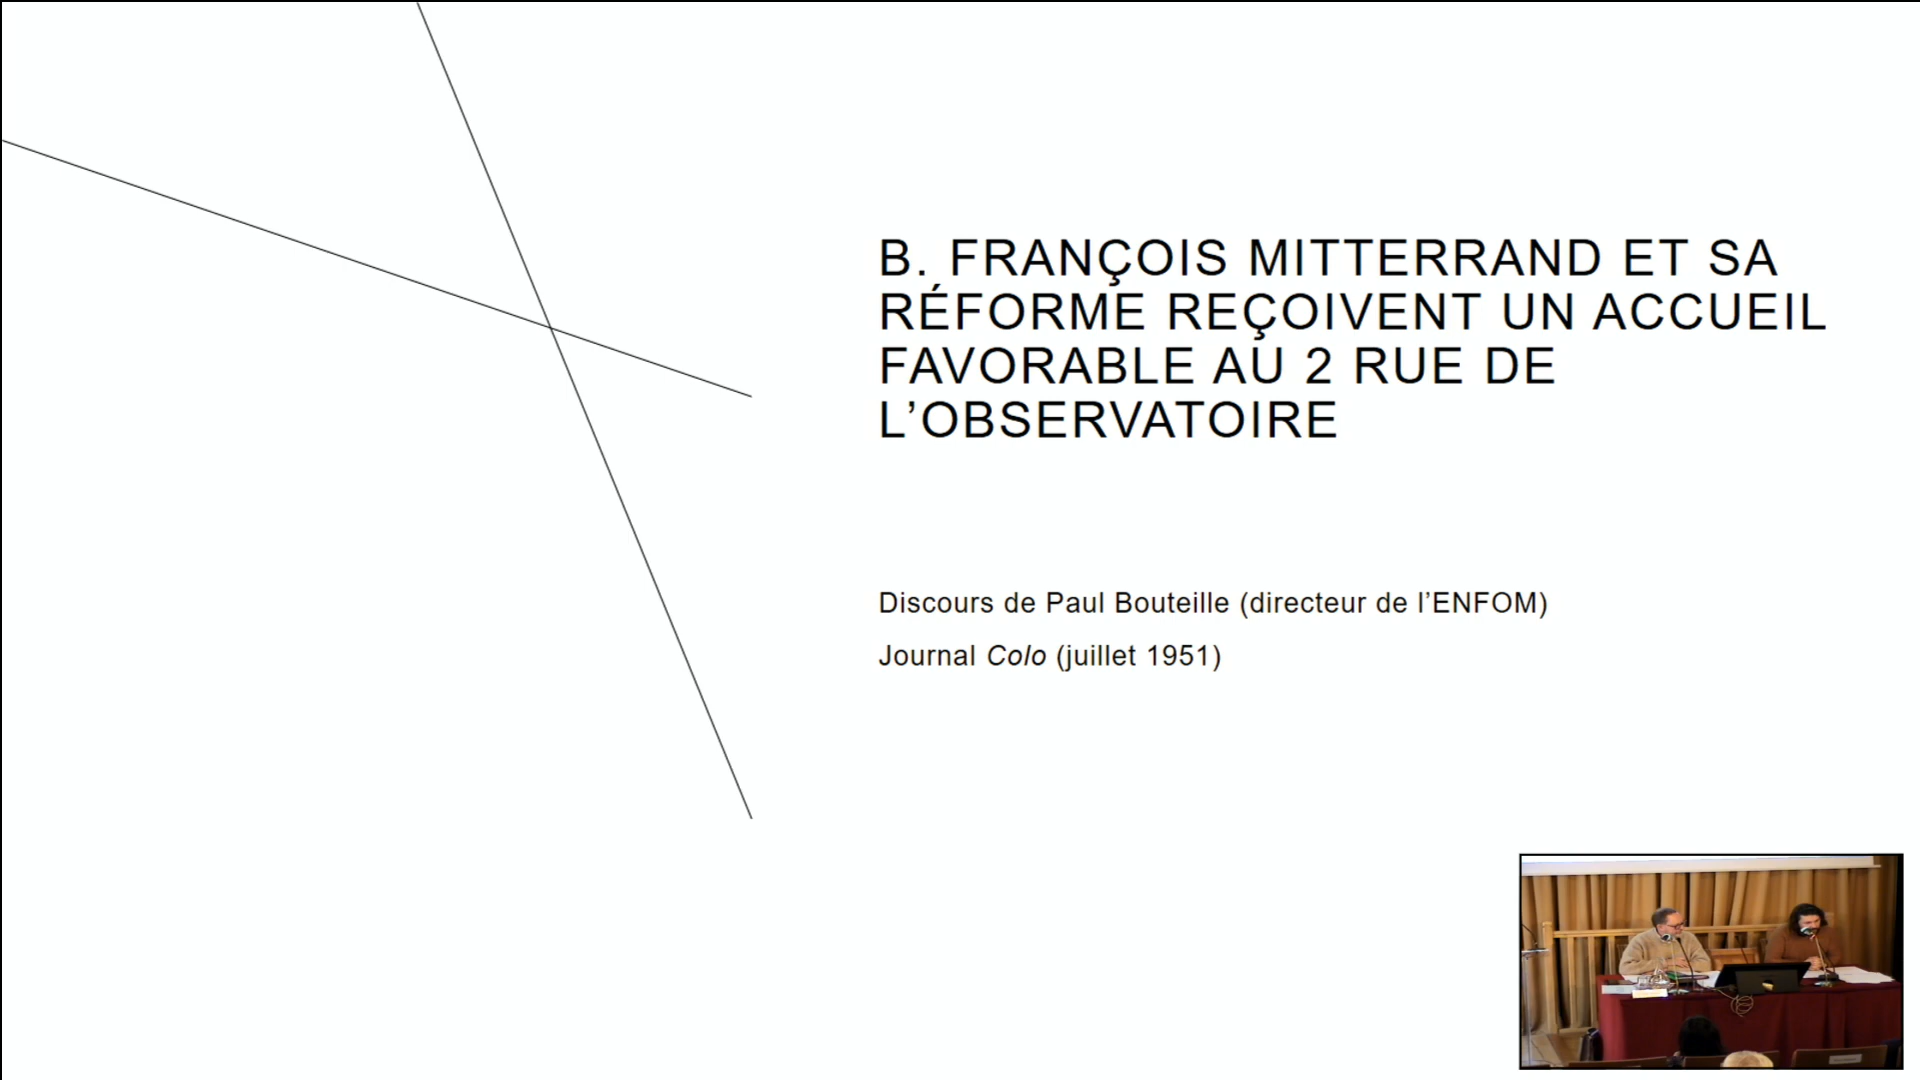 B. FRANÇOIS MITTERRAND ET SA
RÉFORME REÇOIVENT UN ACCUEIL
FAVORABLE AU 2 RUE DE
L’OBSERVATOIRE
Discours de Paul Bouteille (directeur de l’ENFOM)
Journal Colo (juillet 1951)